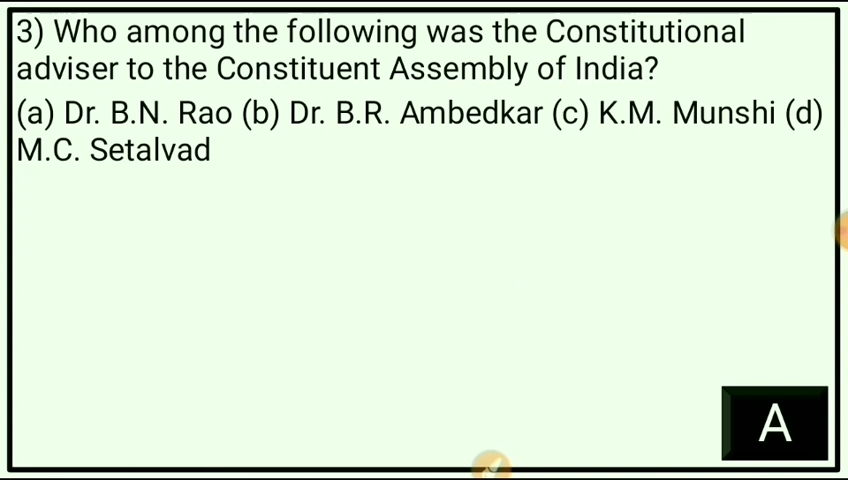 3) Who among the following was the Constitutional
adviser to the Constituent Assembly of India?
(a) Dr. B.N. Rao (b) Dr. B.R. Ambedkar (c) K.M. Munshi (d)
M.C. Setalvad
A